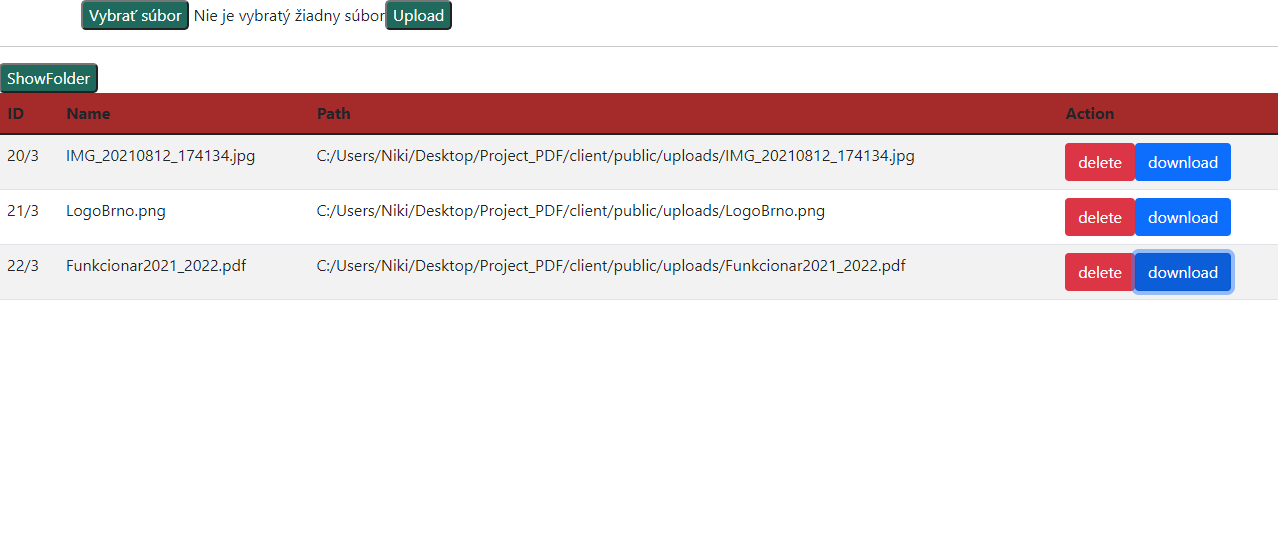 Vybrať súbor Nie je vybratý žiadny súbor Upload
ShowFolder
ID Name Path Action
20/3 IMG_20210812_174134.jpg C:/Users/Niki/Desktop/Project_PDF/client/public/uploads/IMG_20210812_174134.jpg delete download
21/3 LogoBrno.png C:/Users/Niki/Desktop/Project_PDF/client/public/uploads/LogoBrno.png delete download
22/3 Funkcionar2021_2022.pdf C:/Users/Niki/Desktop/Project_PDF/client/public/uploads/Funkcionar2021_2022.pdf delete download